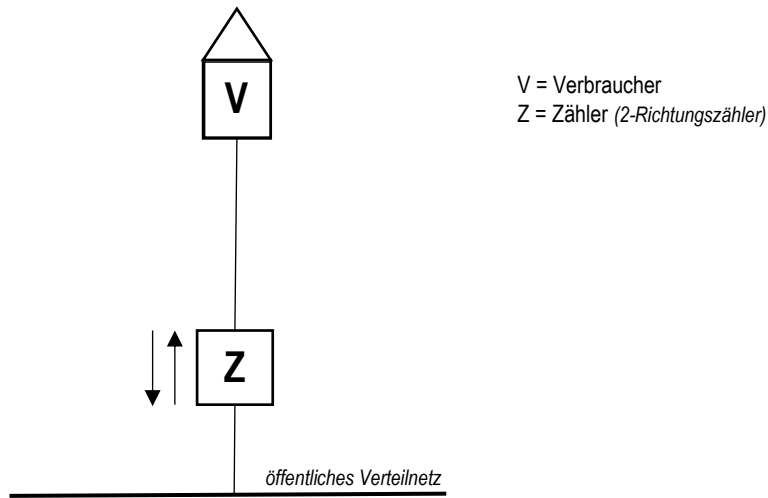 V
V = Verbraucher
Z = Zähler (2-Richtungszähler)
Z
öffentliches Verteilnetz